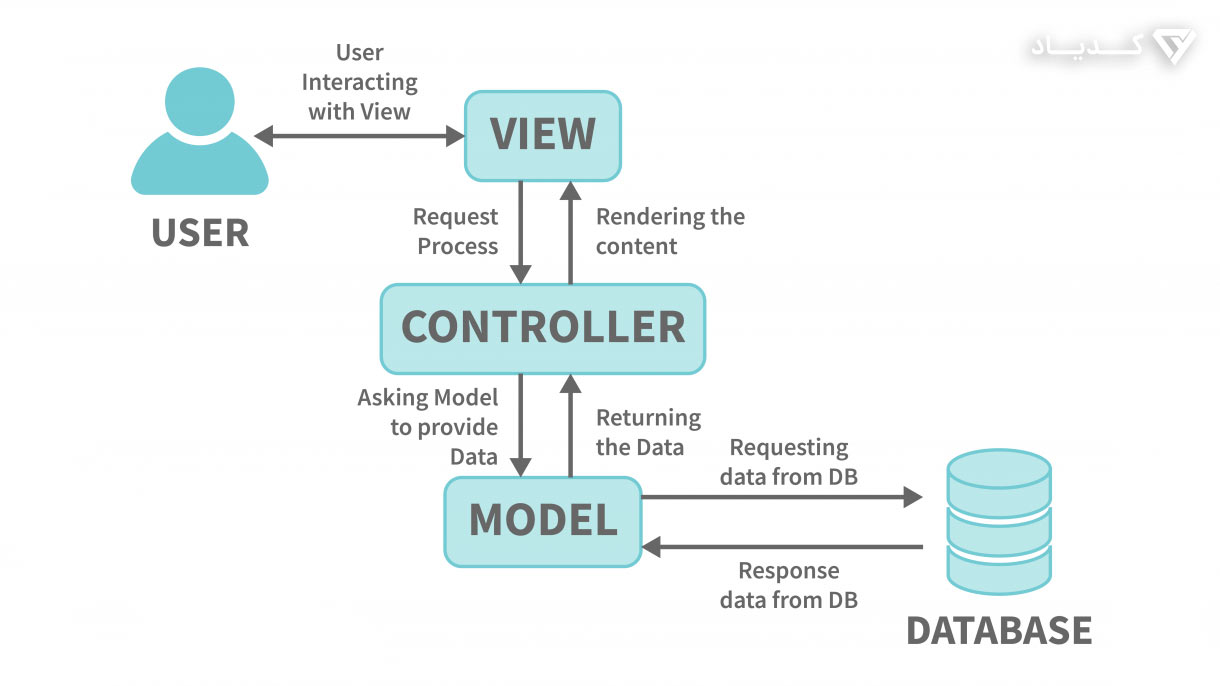 کدیاد
User
Interacting
with View
VIEW
USER
Request
Process
Rendering the
content
CONTROLLER
Asking Model
to provide
Data
Returning
the Data
Requesting
data from DB
MODEL
Response
data from DB
DATABASE